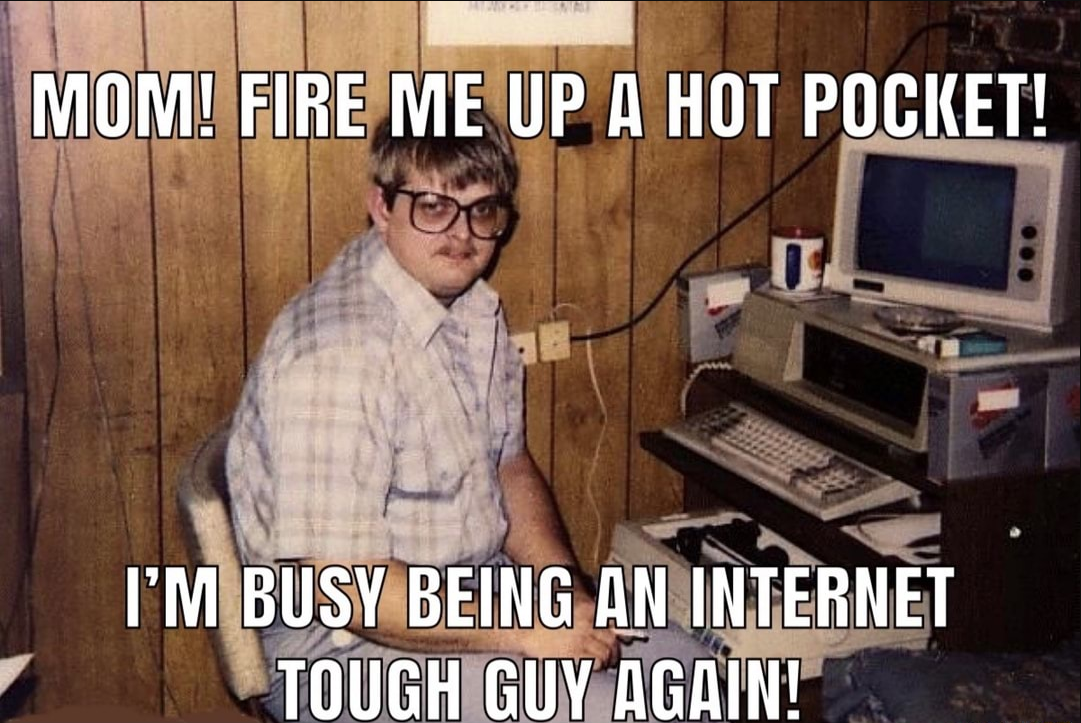 MOM! FIRE ME UP A HOT POCKET!
I'M BUSY BEING AN INTERNET
TOUGH GUY AGAIN!